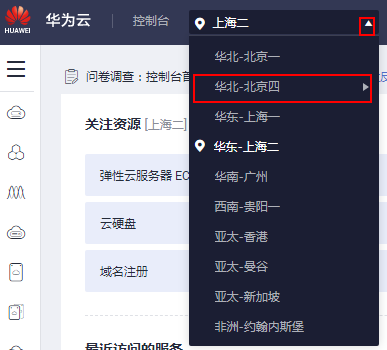 HUAWEI
华为云
控制台
上海二
华北-北京一
华北-北京四
华东-上海一
华东-上海二
华南-广州
西南-贵阳一
亚太-香港
亚太-曼谷
亚太-新加坡
非洲-约翰内斯堡
问卷调查：控制台首
关注资源 [上海二]
弹性云服务器 EC
云硬盘
域名注册
最近访问的服务